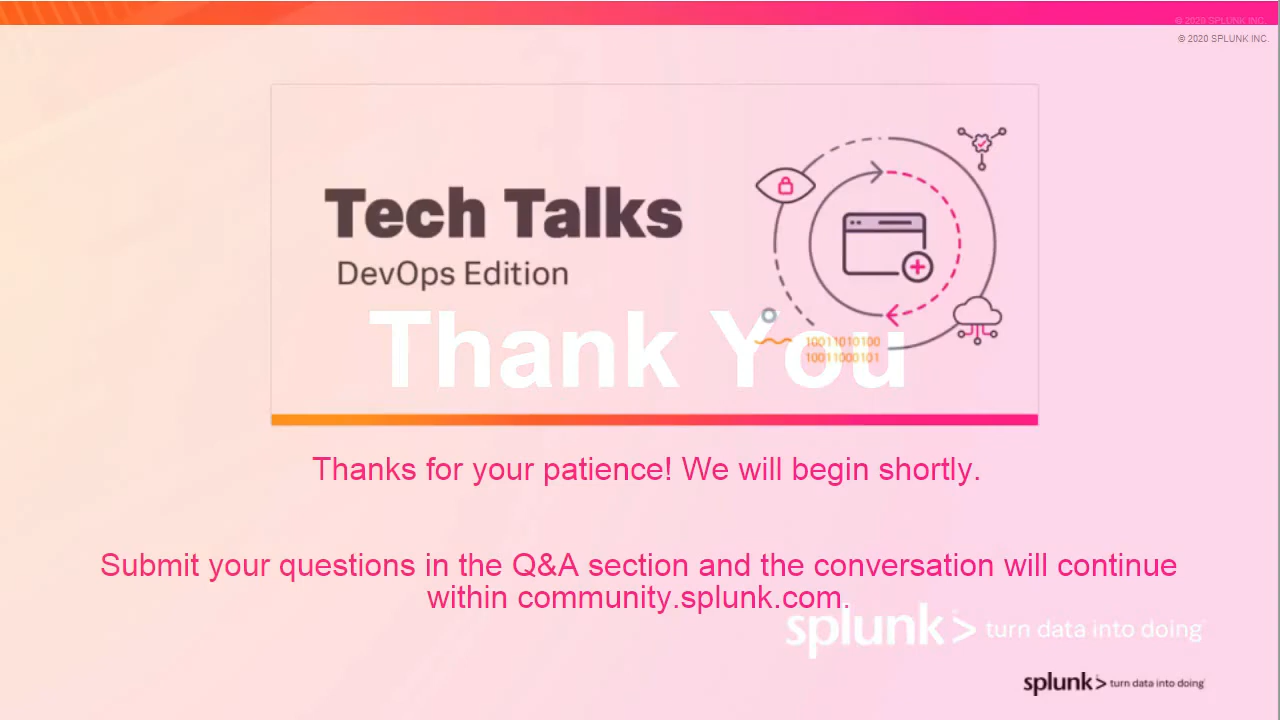 © 2020 SPLUNK INC.
© 2020 SPLUNK INC.
Tech Talks
DevOps Edition
Thank You
10011010100
10011000101
Thanks for your patience! We will begin shortly.
Submit your questions in the Q&A section and the conversation will continue
within community.splunk.com.
splunk> turn data into doing
splunk> turn data into doing